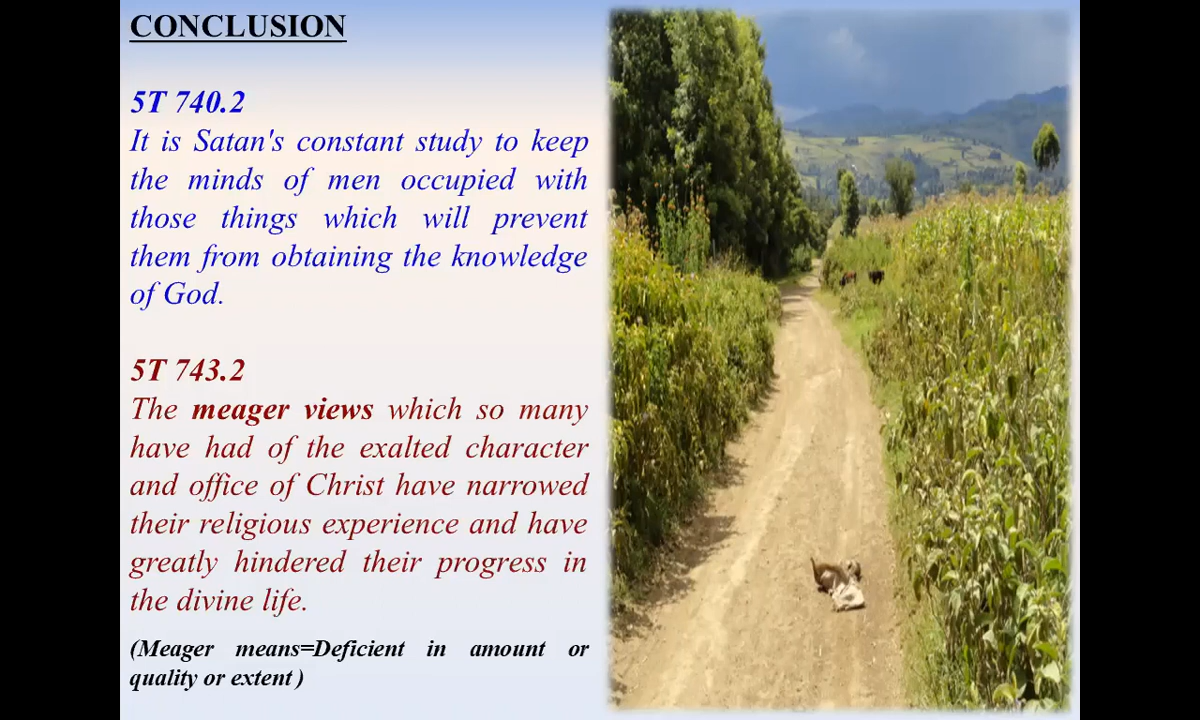 CONCLUSION
5T 740.2
It is Satan's constant study to keep
the minds of men occupied with
those things which will prevent
them from obtaining the knowledge
of God.
5T 743.2
The meager views which so many
have had of the exalted character
and office of Christ have narrowed
their religious experience and have
greatly hindered their progress in
the divine life.
(Meager means=Deficient in amount or
quality or extent )